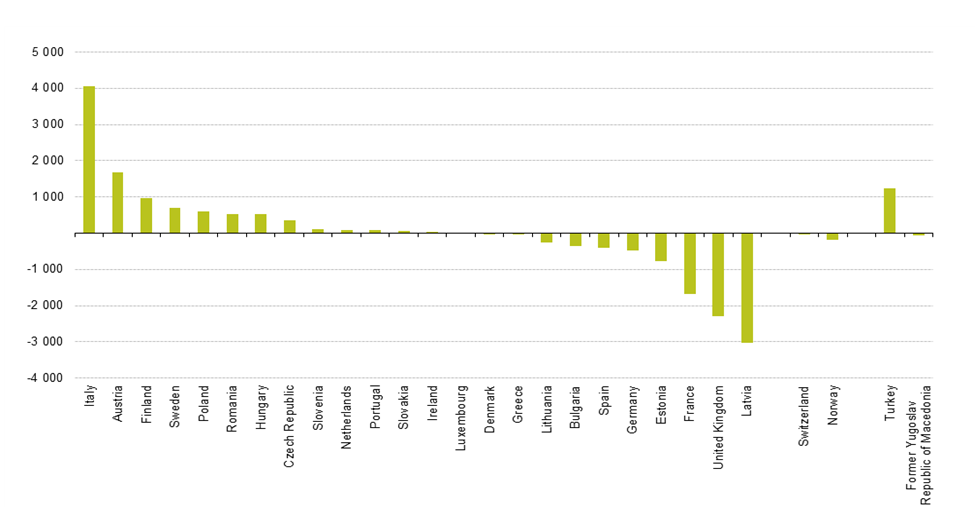 5 000
4 000
3 000
2 000
1 000
-1 000
-2 000
-3 000
-4 000
Italy
Austria
Finland
Sweden
Poland
Romania
Hungary
Czech Republic
Slovenia
Netherlands
Portugal
Slovakia
Ireland
Luxembourg
Denmark
Greece
Lithuania
Bulgaria
Spain
Germany
Estonia
France
United Kingdom
Latvia
Switzerland
Norway
Turkey
Former Yugoslav
Republic of Macedonia